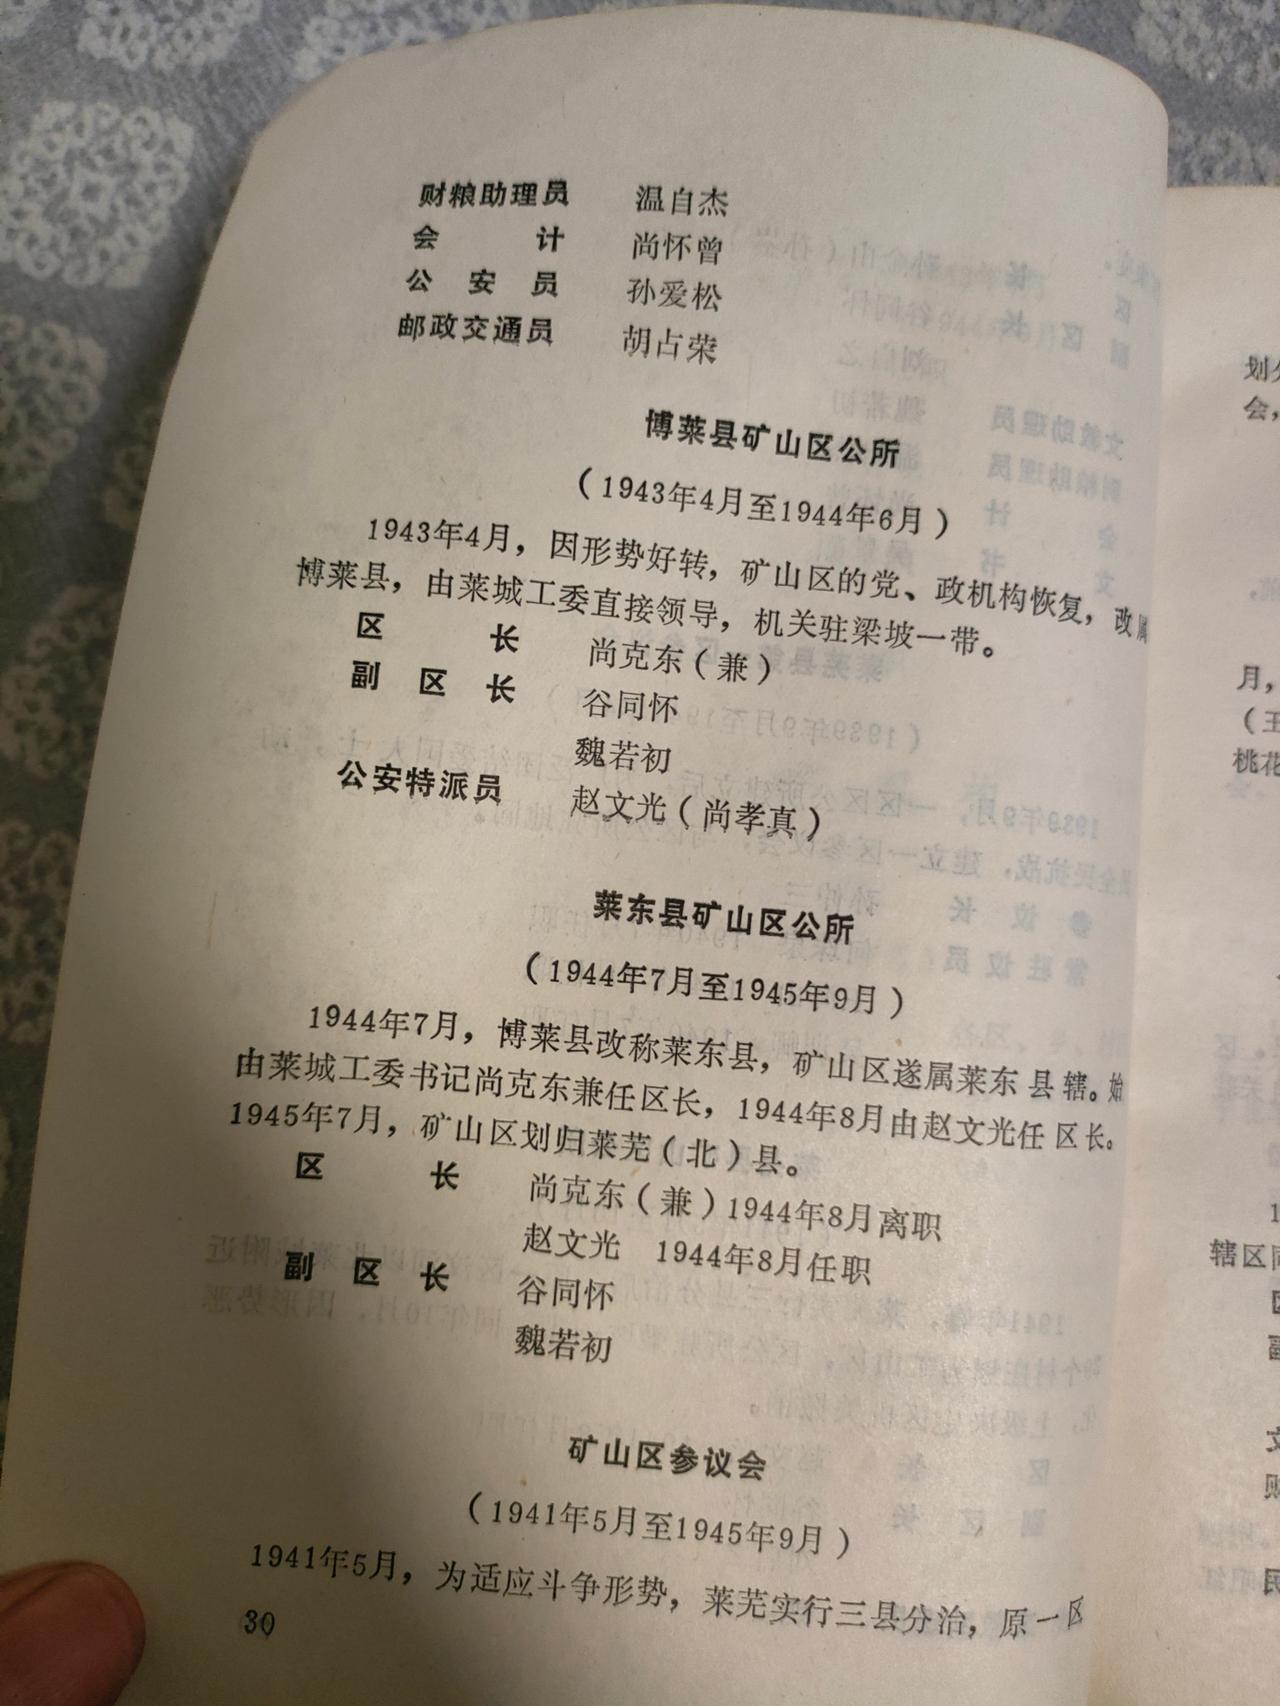 财粮助理员 温自杰
会 计 尚怀曾
公 安 员 孙爱松
邮政交通员 胡占荣
博莱县矿山区公所
（1943年4月至1944年6月）
1943年4月，因形势好转，矿山区的党、政机构恢复，改属
博莱县，由莱城工委直接领导，机关驻梁坡一带。
区 长 尚克东（兼）
副 区 长 谷同怀
魏若初
公安特派员 赵文光（尚孝真）
莱东县矿山区公所
（1944年7月至1945年9月）
1944年7月，博莱县改称莱东县，矿山区遂属莱东县辖。始
由莱城工委书记尚克东兼任区长，1944年8月由赵文光任区长。
1945年7月，矿山区划归莱芜（北）县。
区 长 尚克东（兼）1944年8月离职
赵文光 1944年8月任职
副 区 长 谷同怀
魏若初
矿山区参议会
（1941年5月至1945年9月）
1941年5月，为适应斗争形势，莱芜实行三县分治，原一区
30
划分
会，
月，
（王
桃花
辖区同
副
文
财
民